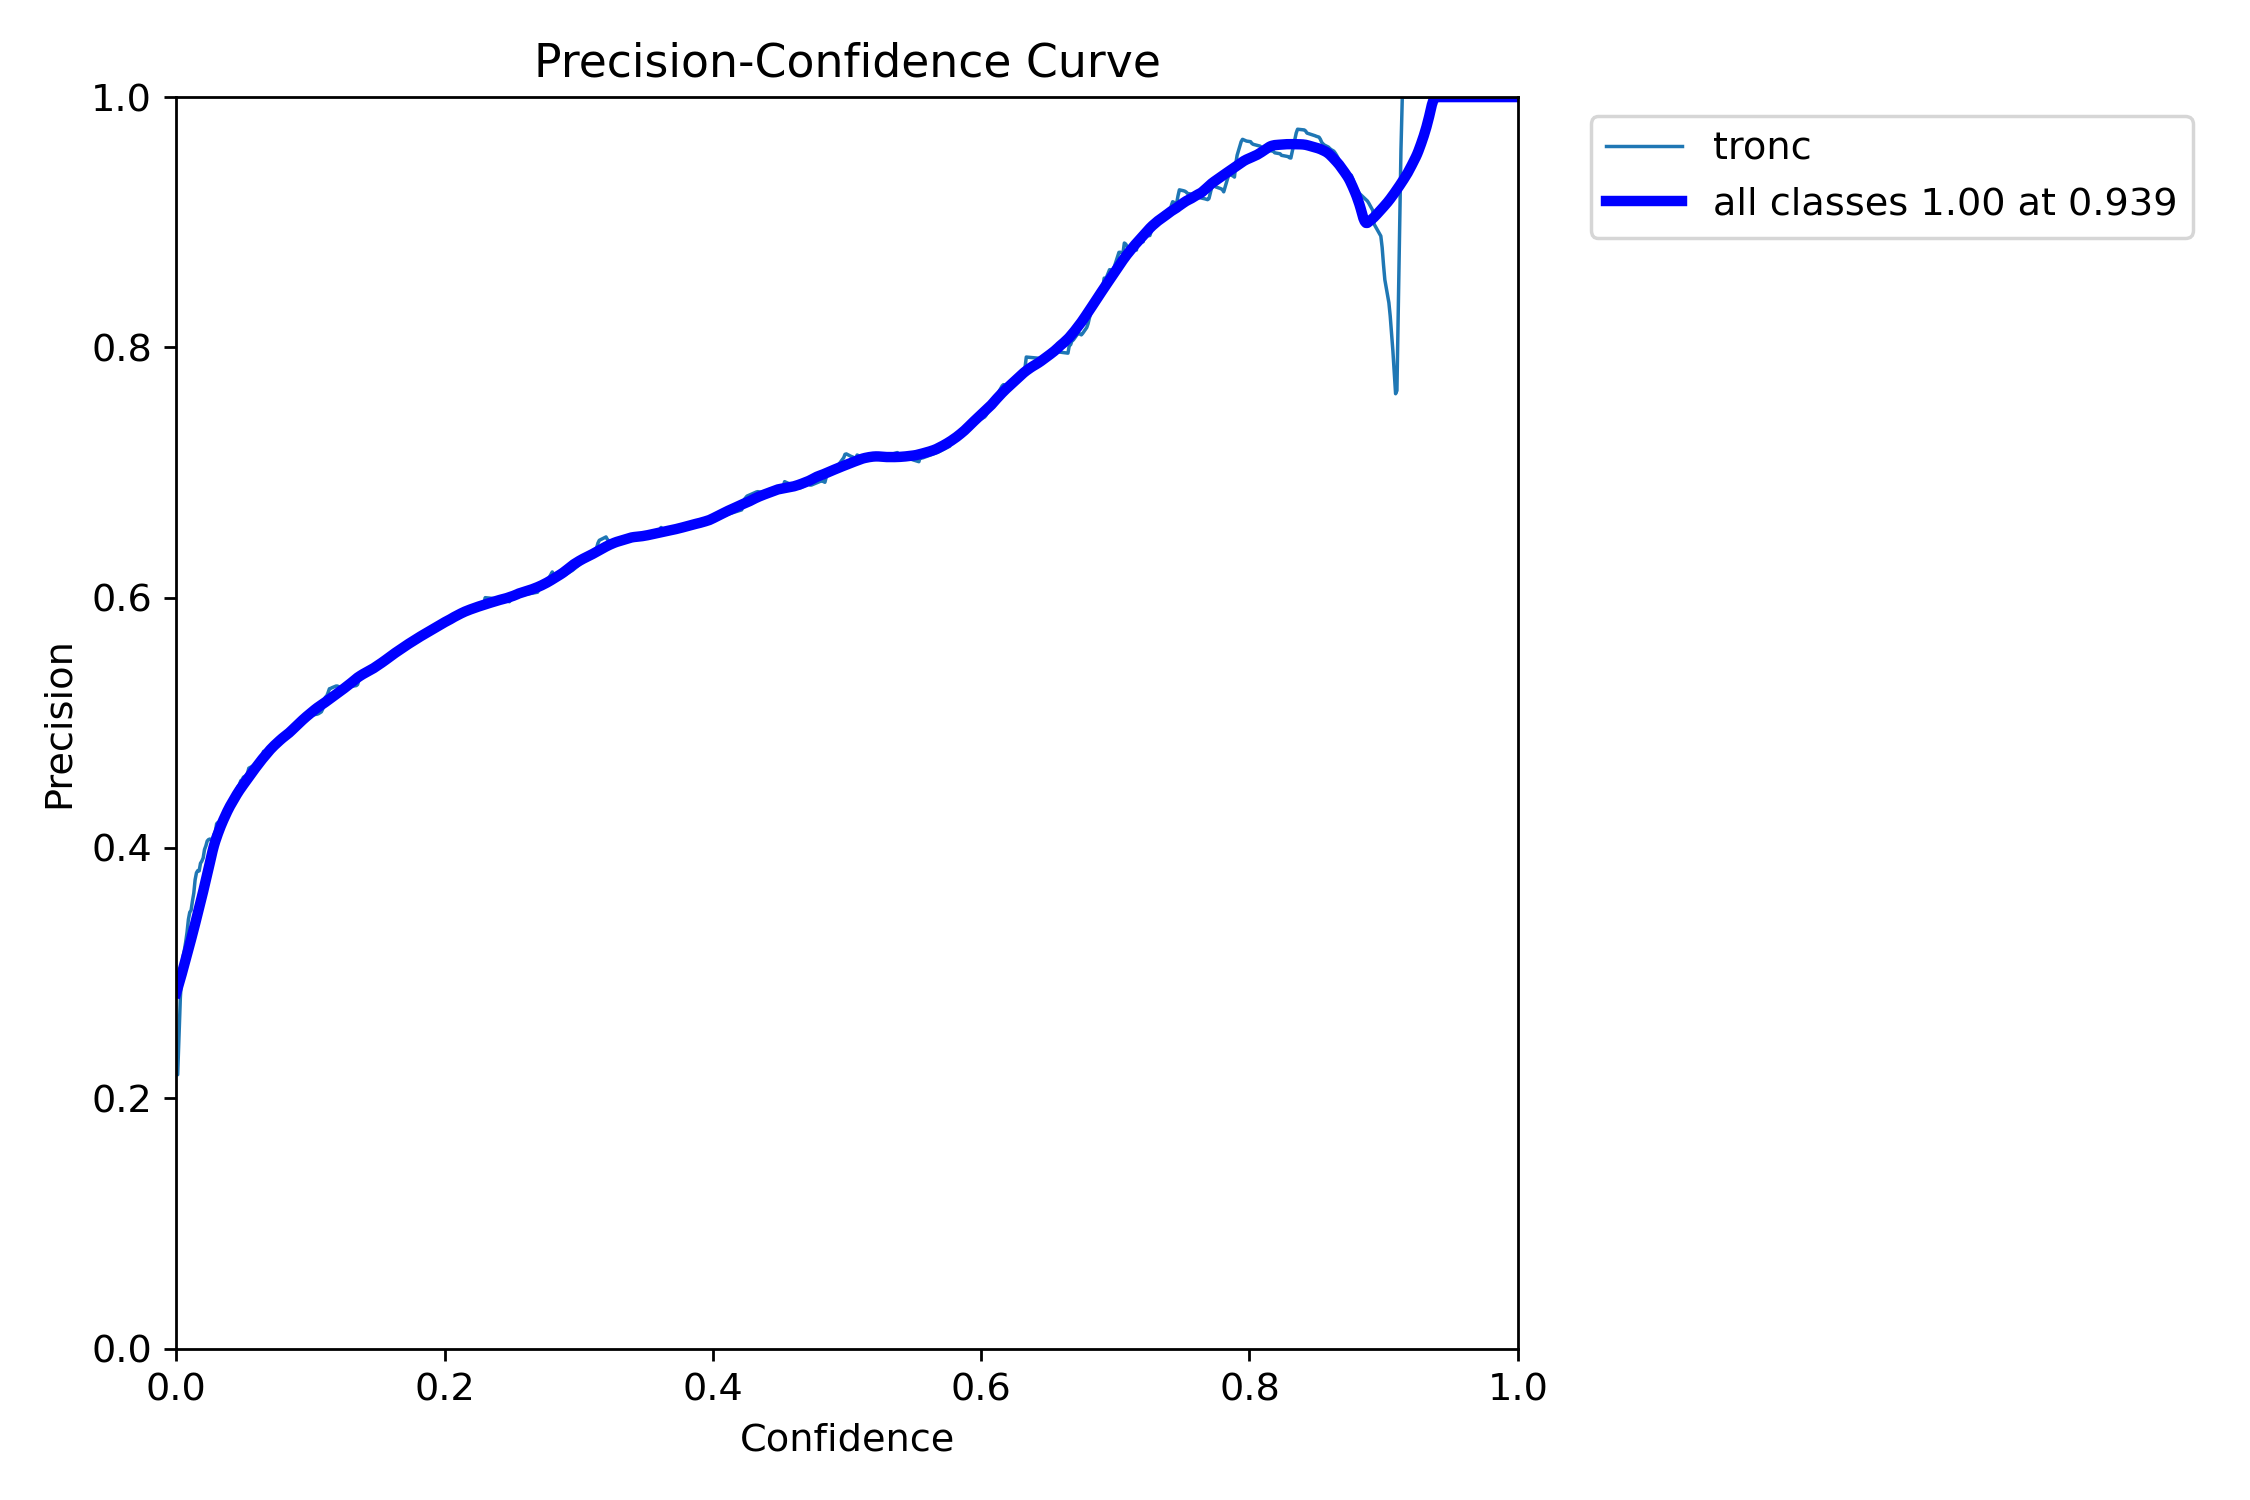 Precision-Confidence Curve
1.0
0.8
0.6
0.4
0.2
0.0
Precision
0.0 0.2 0.4 0.6 0.8 1.0
Confidence
tronc
all classes 1.00 at 0.939